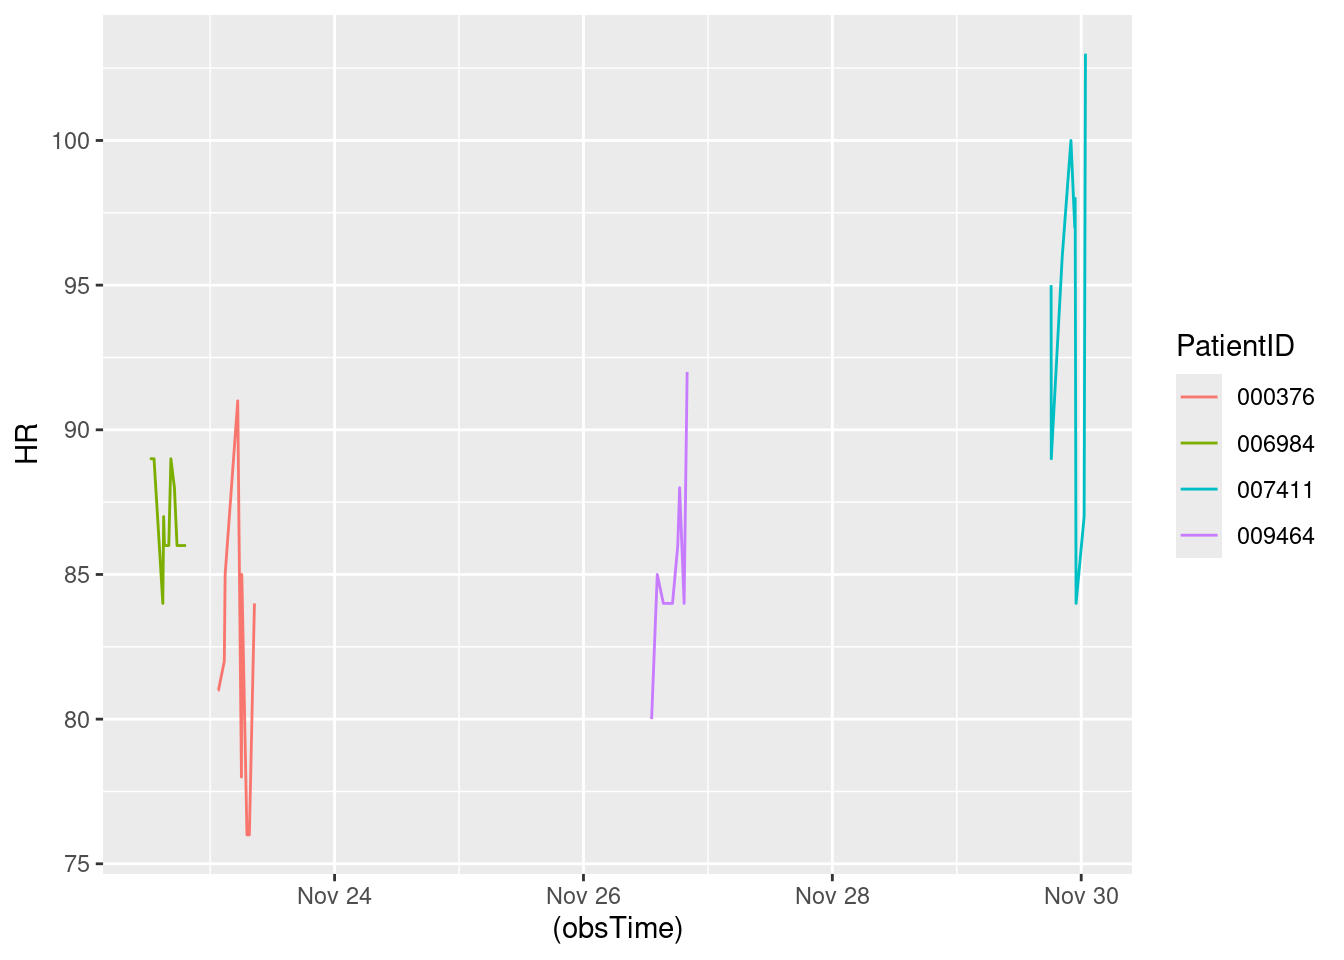 100
95
90
85
80
75
HR
Nov 24
Nov 26
Nov 28
Nov 30
(obsTime)
PatientID
000376
006984
007411
009464